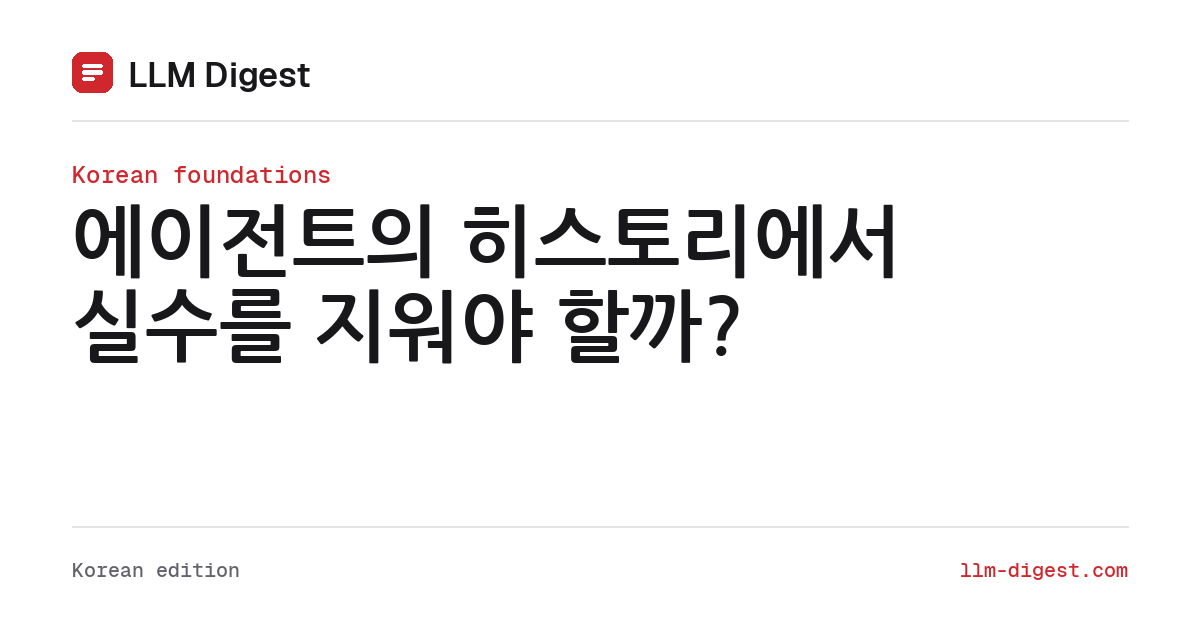 LLM Digest
Korean foundations
에이전트의 히스토리에서
실수를 지워야 할까?
Korean edition
llm-digest.com